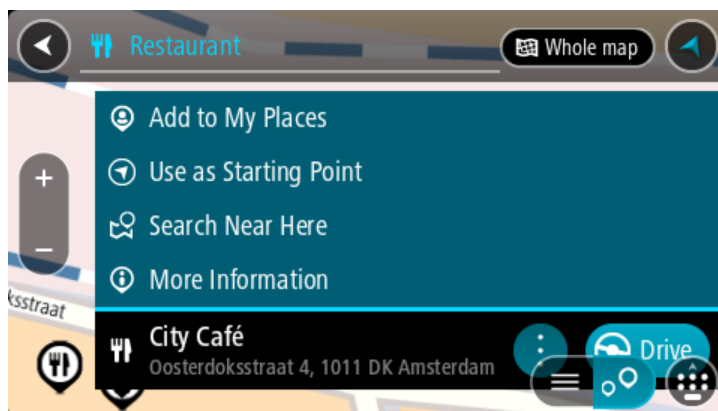 Restaurant
Whole map
Add to My Places
Use as Starting Point
Search Near Here
More Information
ksstraat
City Café
Drive
Oosterdoksstraat 4, 1011 DK Amsterdam